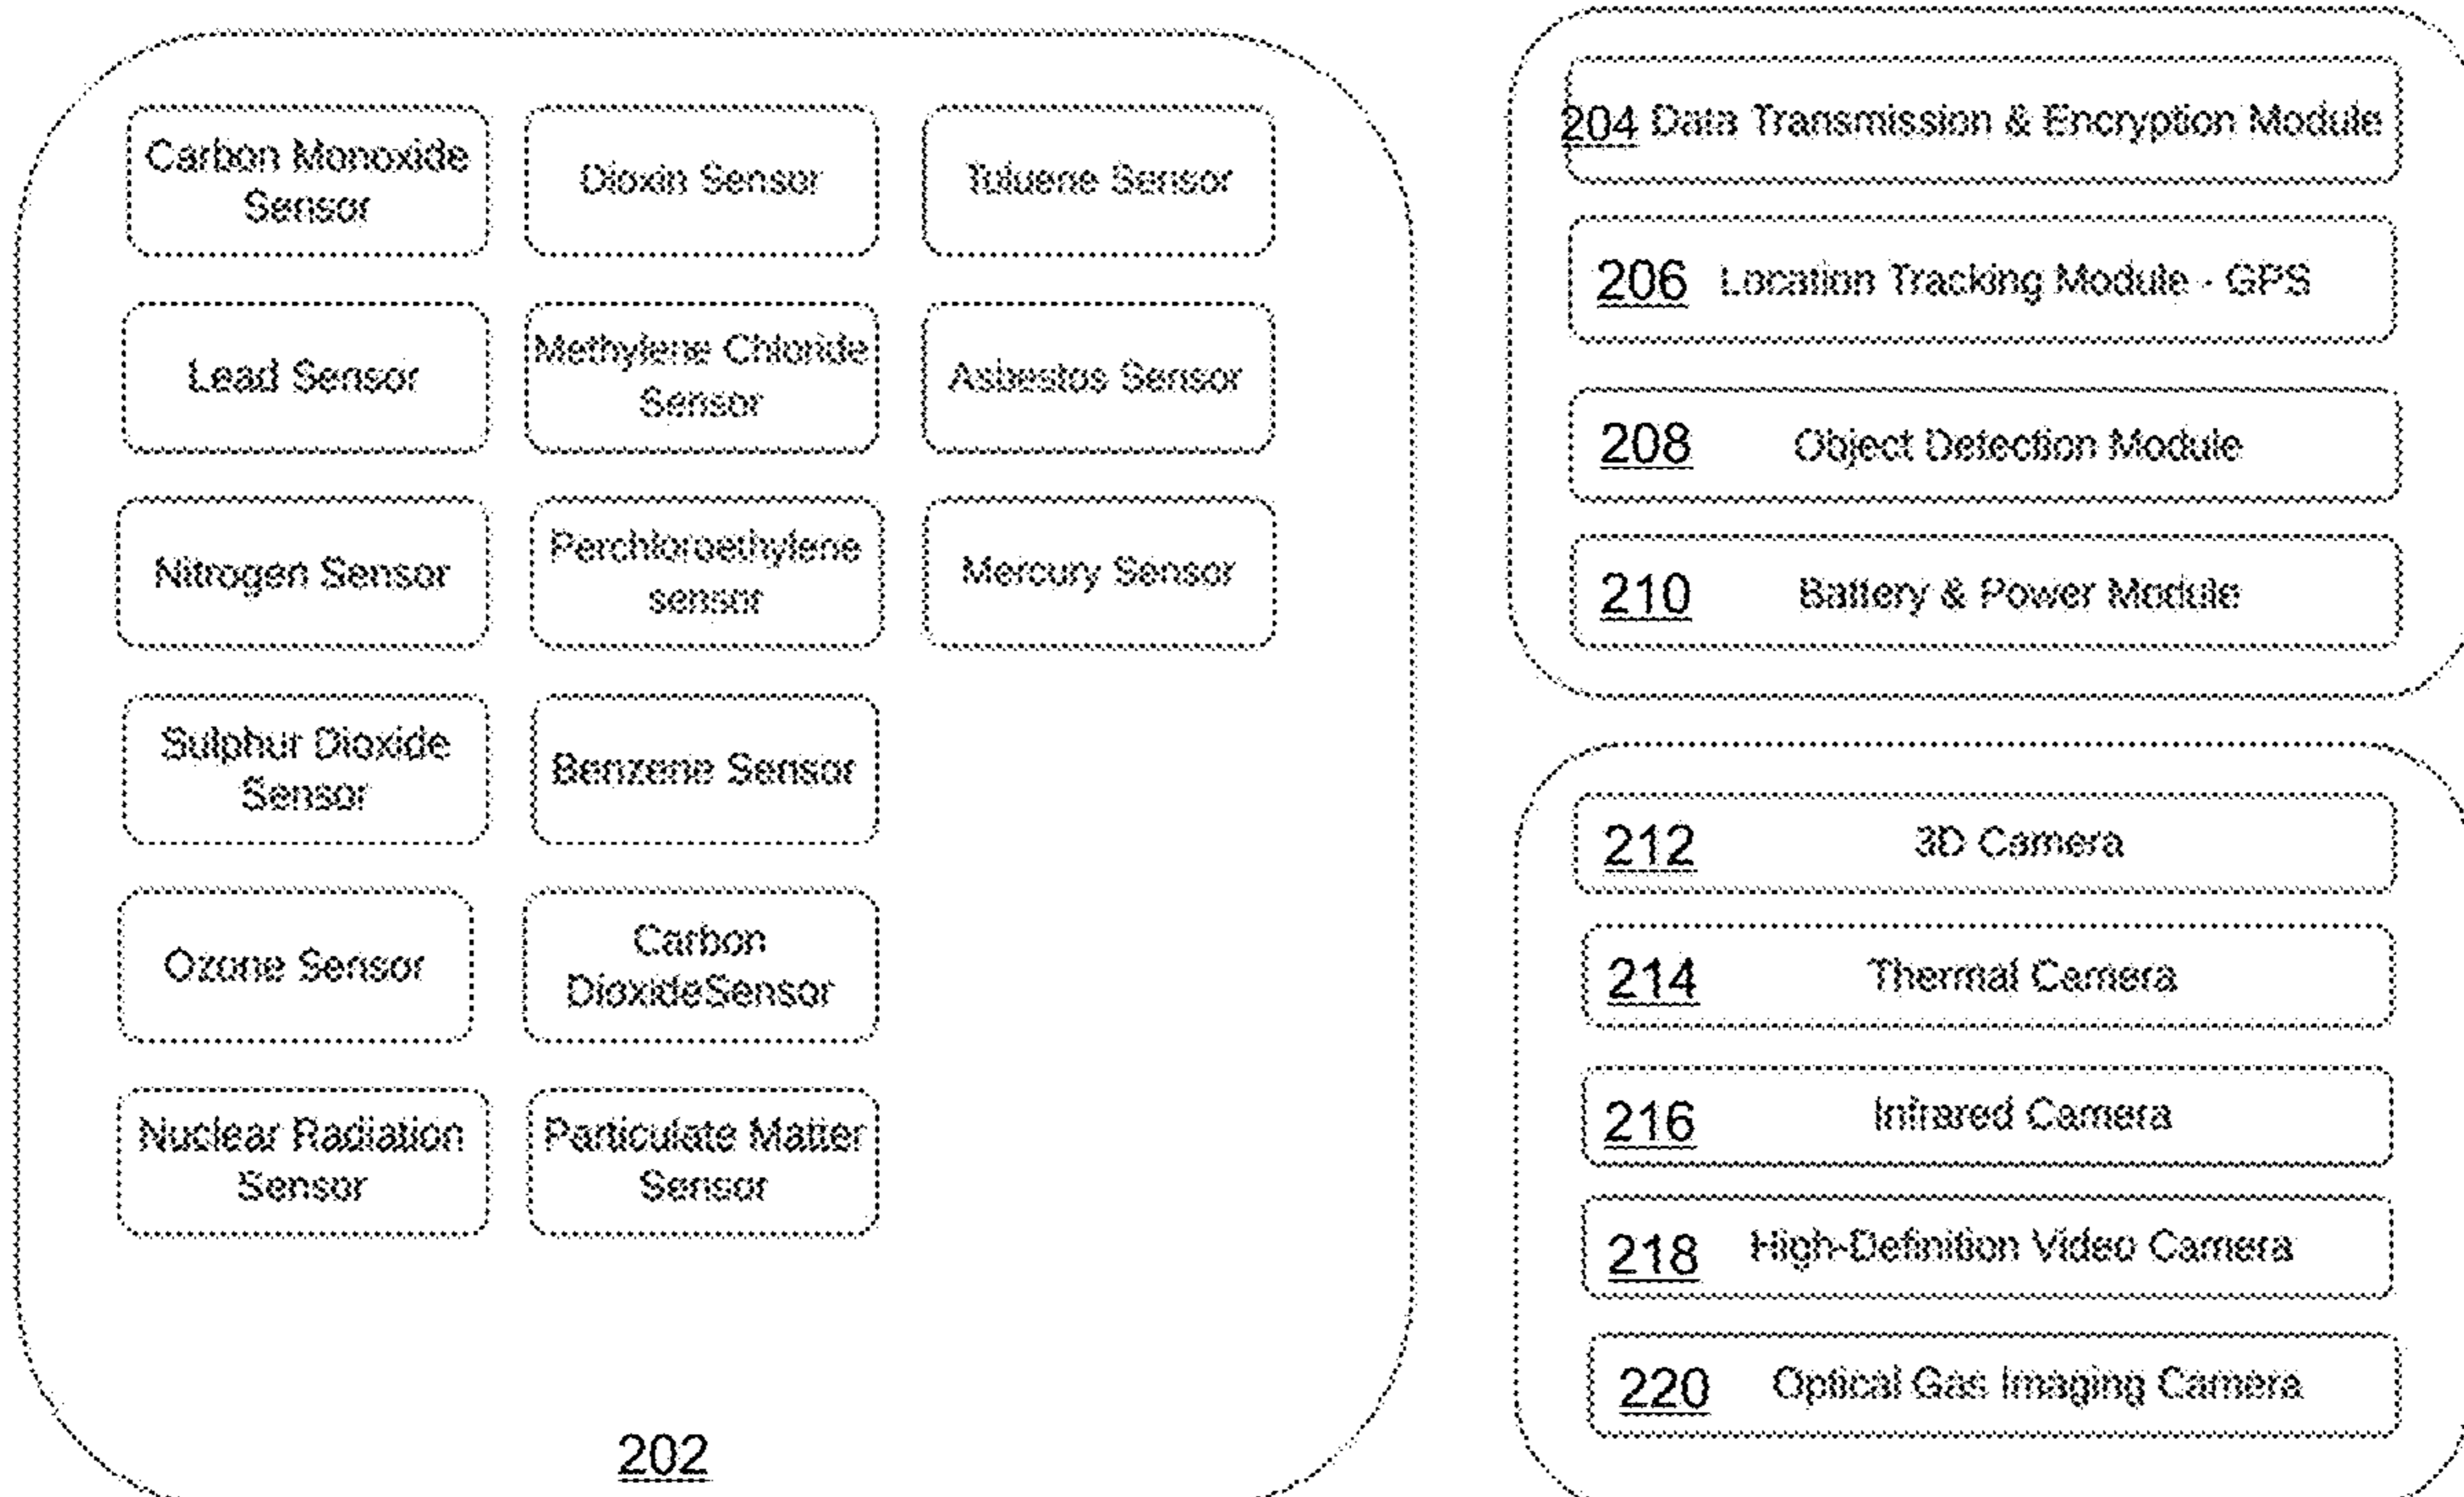 Carbon Monoxide
Sensor
Dioxin Sensor
Toluene Sensor
Lead Sensor
Methylene Chloride
Sensor
Asbestos Sensor
Nitrogen Sensor
Perchloroethylene
sensor
Mercury Sensor
Sulphur Dioxide
Sensor
Benzene Sensor
Ozone Sensor
Carbon
DioxideSensor
Nuclear Radiation
Sensor
Particulate Matter
Sensor
202
204 Data Transmission & Encryption Module
206 Location Tracking Module - GPS
208 Object Detection Module
210 Battery & Power Module
212 3D Camera
214 Thermal Camera
216 Infrared Camera
218 High-Definition Video Camera
220 Optical Gas Imaging Camera